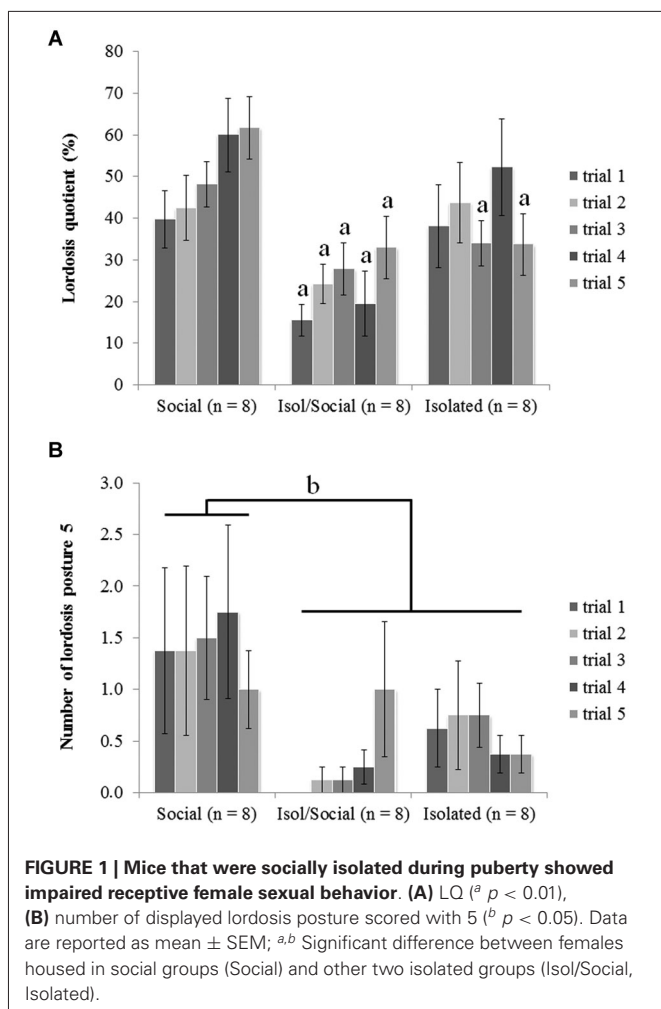 A
80
70
60
50
40
30
20
10
0
Lordosis quotient (%)
a
a
a
a
a
a
a
Social (n = 8)
Isol/Social (n = 8)
Isolated (n = 8)
trial 1
trial 2
trial 3
trial 4
trial 5
B
3.0
2.5
2.0
1.5
1.0
0.5
0.0
Number of lordosis posture 5
b
Social (n = 8)
Isol/Social (n = 8)
Isolated (n = 8)
trial 1
trial 2
trial 3
trial 4
trial 5
FIGURE 1 | Mice that were socially isolated during puberty showed
impaired receptive female sexual behavior. (A) LQ (ᵃ p < 0.01),
(B) number of displayed lordosis posture scored with 5 (ᵇ p < 0.05). Data
are reported as mean ± SEM; ᵃ,ᵇ Significant difference between females
housed in social groups (Social) and other two isolated groups (Isol/Social,
Isolated).